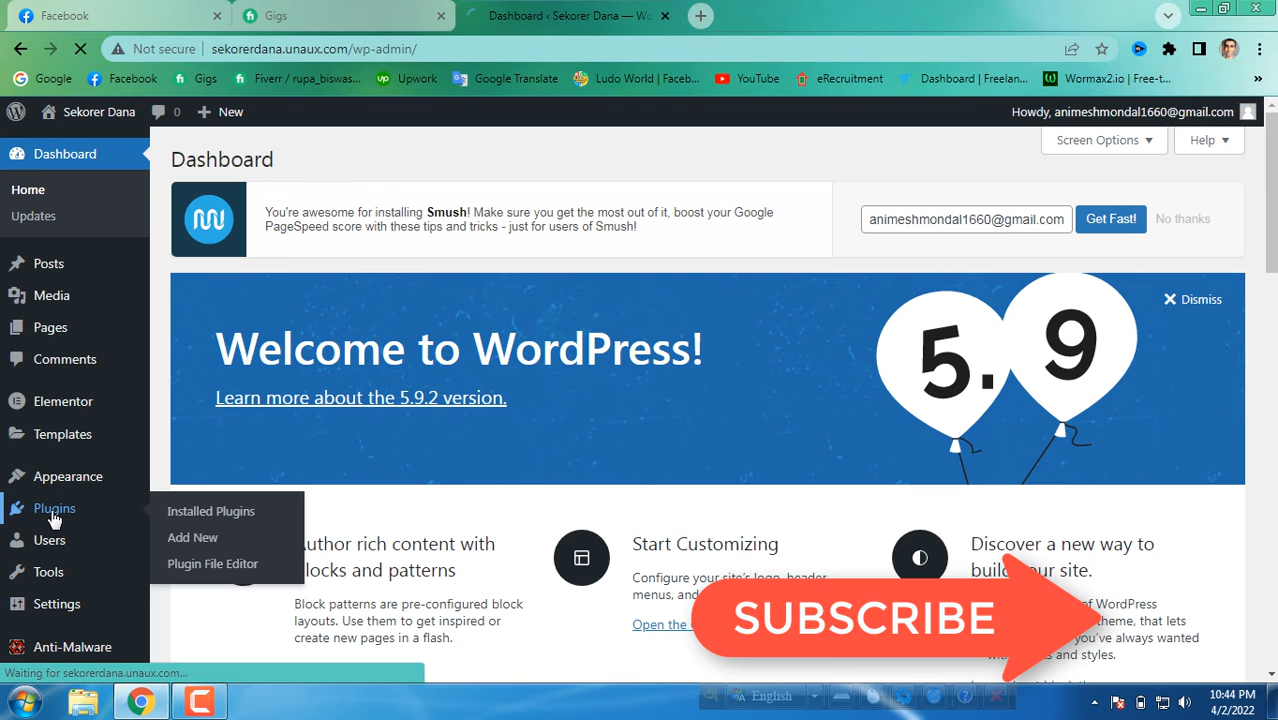 Facebook
Gigs
Dashboard ‹ Sekorer Dana — Wo
Not secure
sekorerdana.unaux.com/wp-admin/
Google
Facebook
Gigs
Fiverr / rupa_biswas...
Upwork
Google Translate
Ludo World | Faceb...
YouTube
eRecruitment
Dashboard | Freelan...
Wormax2.io | Free-t...
»
Sekorer Dana
0
New
Howdy, animeshmondal1660@gmail.com
Dashboard
Home
Updates
Posts
Media
Pages
Comments
Elementor
Templates
Appearance
Plugins
Users
Tools
Settings
Anti-Malware
Installed Plugins
Add New
Plugin File Editor
Dashboard
Screen Options
Help
You're awesome for installing Smush! Make sure you get the most out of it, boost your Google
PageSpeed score with these tips and tricks - just for users of Smush!
animeshmondal1660@gmail.com
Get Fast!
No thanks
Welcome to WordPress!
Learn more about the 5.9.2 version.
5.9
Dismiss
uthor rich content with
locks and patterns
Block patterns are pre-configured block
layouts. Use them to get inspired or
create new pages in a flash.
Start Customizing
Configure your site's logo, header
menus, and
Open the C
Discover a new way to
build your site.
of WordPress
heme, that lets
you've always wanted
and styles.
SUBSCRIBE
Waiting for sekorerdana.unaux.com...
English
10:44 PM
4/2/2022